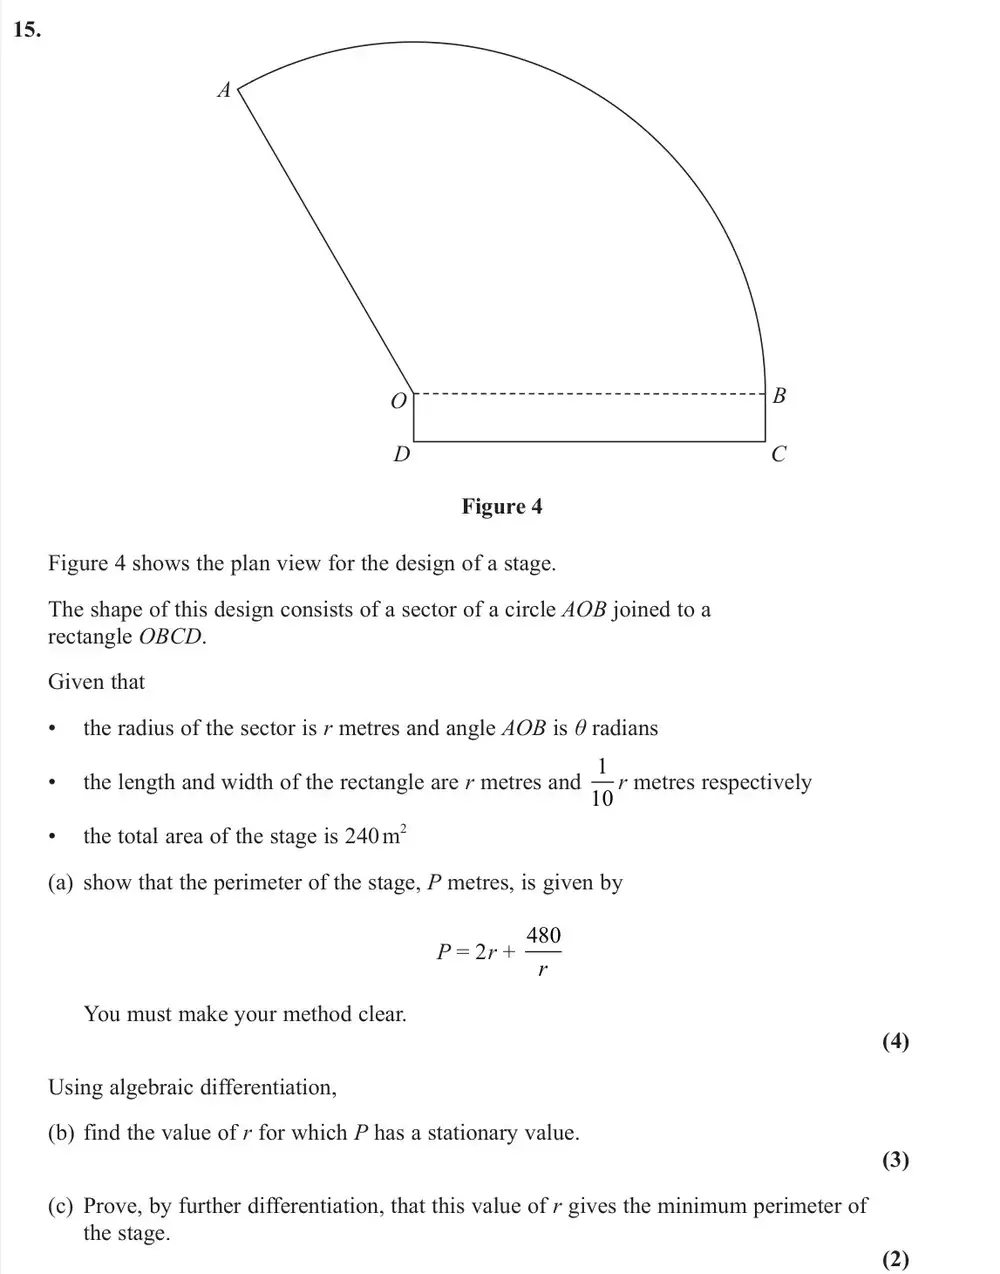 15.
A
O
B
D
C
Figure 4
Figure 4 shows the plan view for the design of a stage.
The shape of this design consists of a sector of a circle AOB joined to a
rectangle OBCD.
Given that
• the radius of the sector is r metres and angle AOB is θ radians
• the length and width of the rectangle are r metres and 1/10 r metres respectively
• the total area of the stage is 240 m²
(a) show that the perimeter of the stage, P metres, is given by
P = 2r + 480/r
You must make your method clear.
(4)
Using algebraic differentiation,
(b) find the value of r for which P has a stationary value.
(3)
(c) Prove, by further differentiation, that this value of r gives the minimum perimeter of
the stage.
(2)